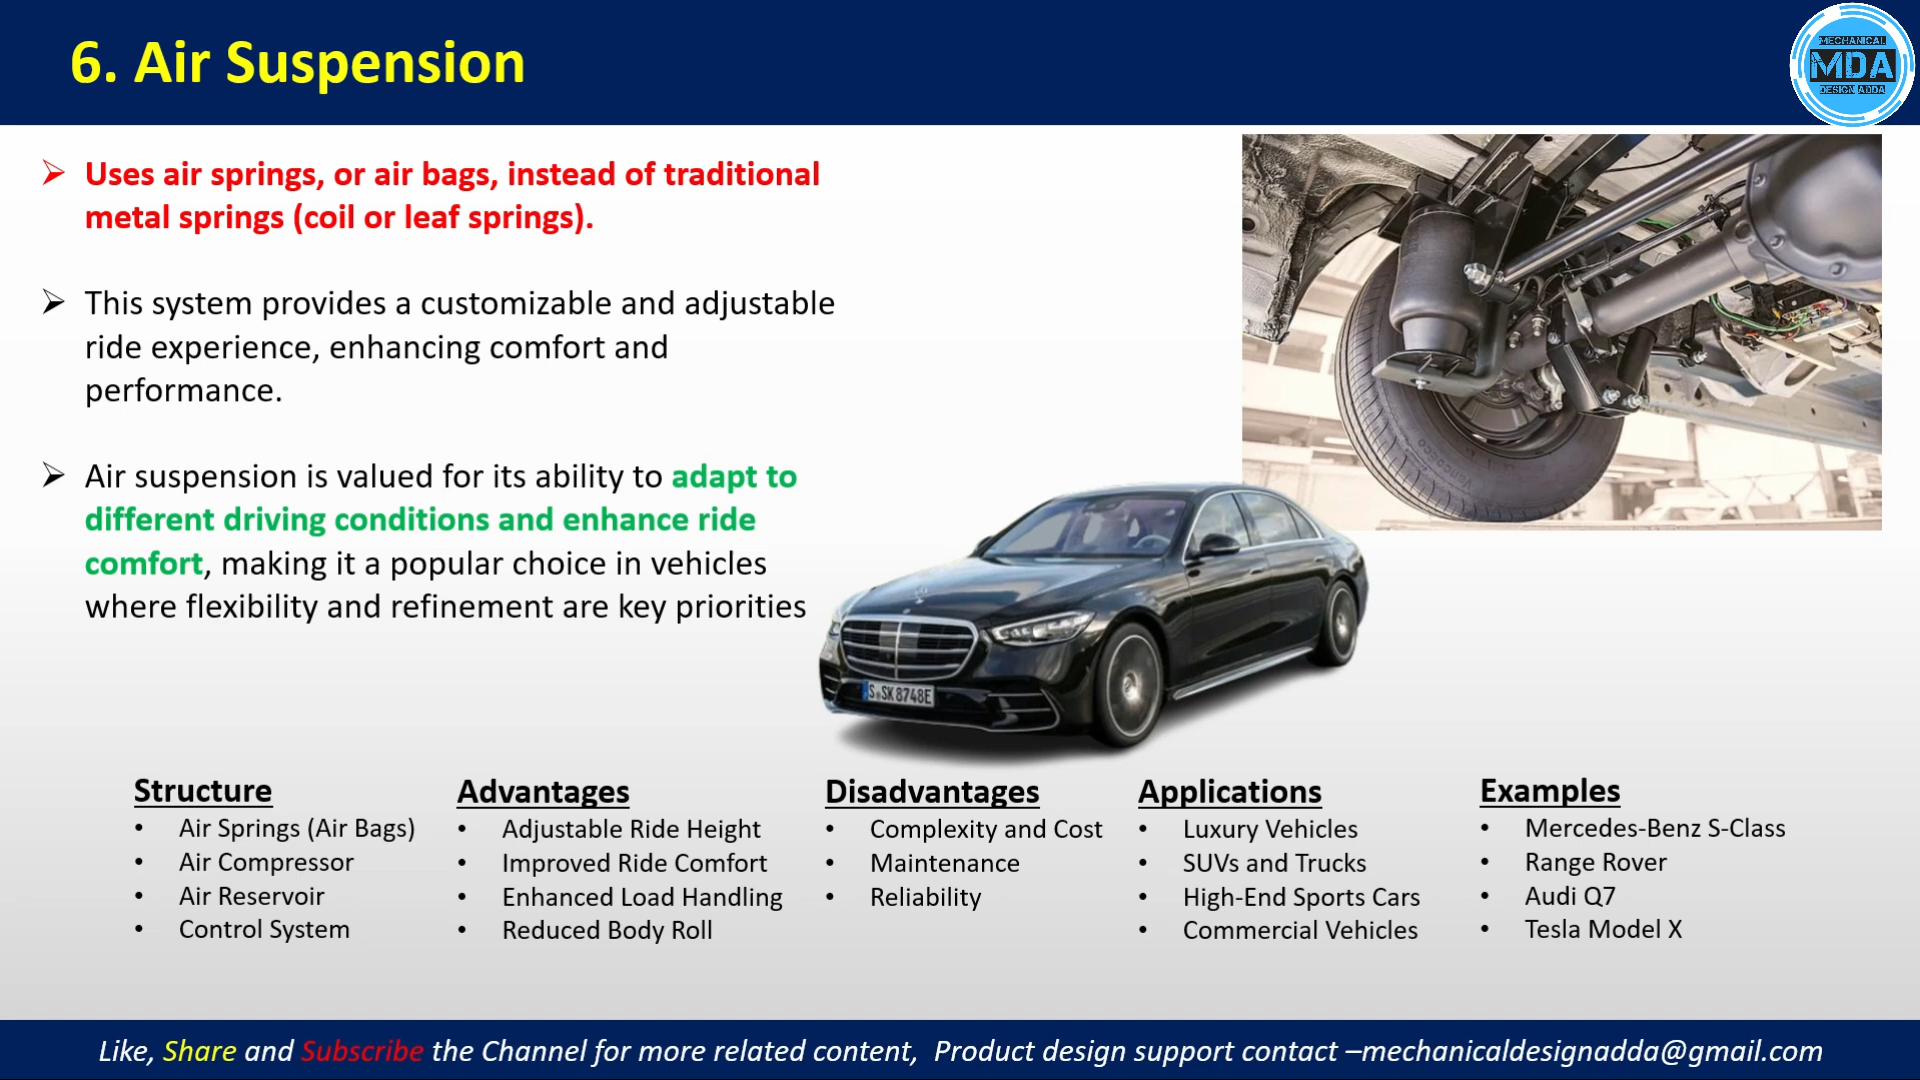 6. Air Suspension
MECHANICAL
MDA
DESIGN ADDA
➢ Uses air springs, or air bags, instead of traditional
metal springs (coil or leaf springs).
➢ This system provides a customizable and adjustable
ride experience, enhancing comfort and
performance.
➢ Air suspension is valued for its ability to adapt to
different driving conditions and enhance ride
comfort, making it a popular choice in vehicles
where flexibility and refinement are key priorities
VancoEco
S SK 8748E
Structure
• Air Springs (Air Bags)
• Air Compressor
• Air Reservoir
• Control System
Advantages
• Adjustable Ride Height
• Improved Ride Comfort
• Enhanced Load Handling
• Reduced Body Roll
Disadvantages
• Complexity and Cost
• Maintenance
• Reliability
Applications
• Luxury Vehicles
• SUVs and Trucks
• High-End Sports Cars
• Commercial Vehicles
Examples
• Mercedes-Benz S-Class
• Range Rover
• Audi Q7
• Tesla Model X
Like, Share and Subscribe the Channel for more related content, Product design support contact –mechanicaldesignadda@gmail.com